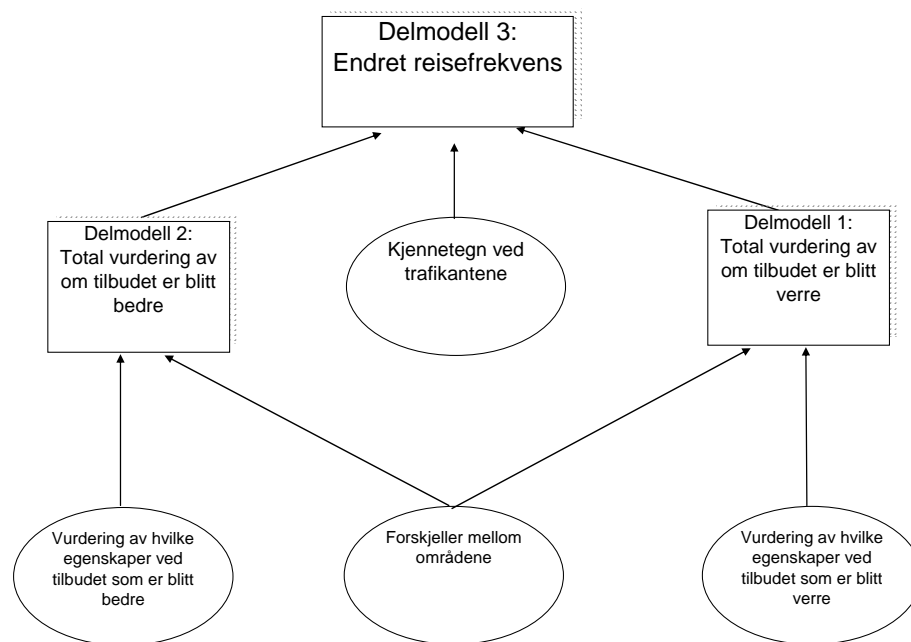 Delmodell 3:
Endret reisefrekvens
Delmodell 2:
Total vurdering av
om tilbudet er blitt
bedre
Kjennetegn ved
trafikantene
Delmodell 1:
Total vurdering av
om tilbudet er blitt
verre
Vurdering av hvilke
egenskaper ved
tilbudet som er blitt
bedre
Forskjeller mellom
områdene
Vurdering av hvilke
egenskaper ved
tilbudet som er blitt
verre